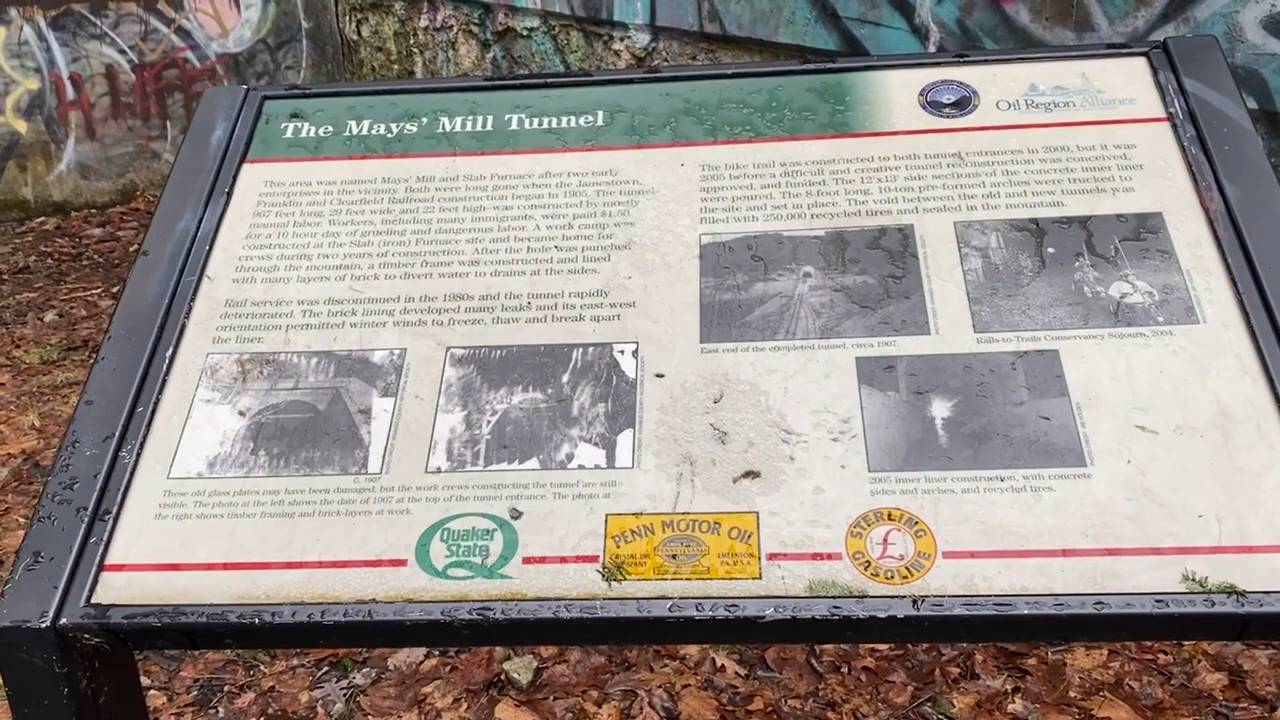 The Mays' Mill Tunnel
Oil Region Alliance
This area was named Mays' Mill and Slab Furnace after two early
enterprises in the vicinity. Both were long gone when the Jamestown,
Franklin and Clearfield Railroad construction began in 1905. The tunnel-
967 feet long, 29 feet wide and 22 feet high- was constructed by mostly
manual labor. Workers, including many immigrants, were paid $1.50
for a 10 hour day of grueling and dangerous labor. A work camp was
constructed at the Slab (iron) Furnace site and became home for
crews during two years of construction. After the hole was punched
through the mountain, a timber frame was constructed and lined
with many layers of brick to divert water to drains at the sides.
Rail service was discontinued in the 1980s and the tunnel rapidly
deteriorated. The brick lining developed many leaks and its east-west
orientation permitted winter winds to freeze, thaw and break apart
the liner.
C. 1907
These old glass plates may have been damaged, but the work crews constructing the tunnel are still
visible. The photo at the left shows the date of 1907 at the top of the tunnel entrance. The photo at
the right shows timber framing and brick-layers at work.
The bike trail was constructed to both tunnel entrances in 2000, but it was
2005 before a difficult and creative tunnel reconstruction was conceived,
approved, and funded. The 12'x13' side sections of the concrete inner liner
were poured. The 8-foot long, 10-ton pre-formed arches were trucked to
the site and set in place. The void between the old and new tunnels was
filled with 250,000 recycled tires and sealed in the mountain.
East end of the completed tunnel, circa 1907.
Rails-to-Trails Conservancy Sojourn, 2004.
2005 inner liner construction, with concrete
sides and arches, and recycled tires.
Quaker
State
PENN MOTOR OIL
CRYSTAL OIL
COMPANY
PENNSYLVANIA
EMLENTON
PA. U.S.A.
STERLING
£
GASOLINE